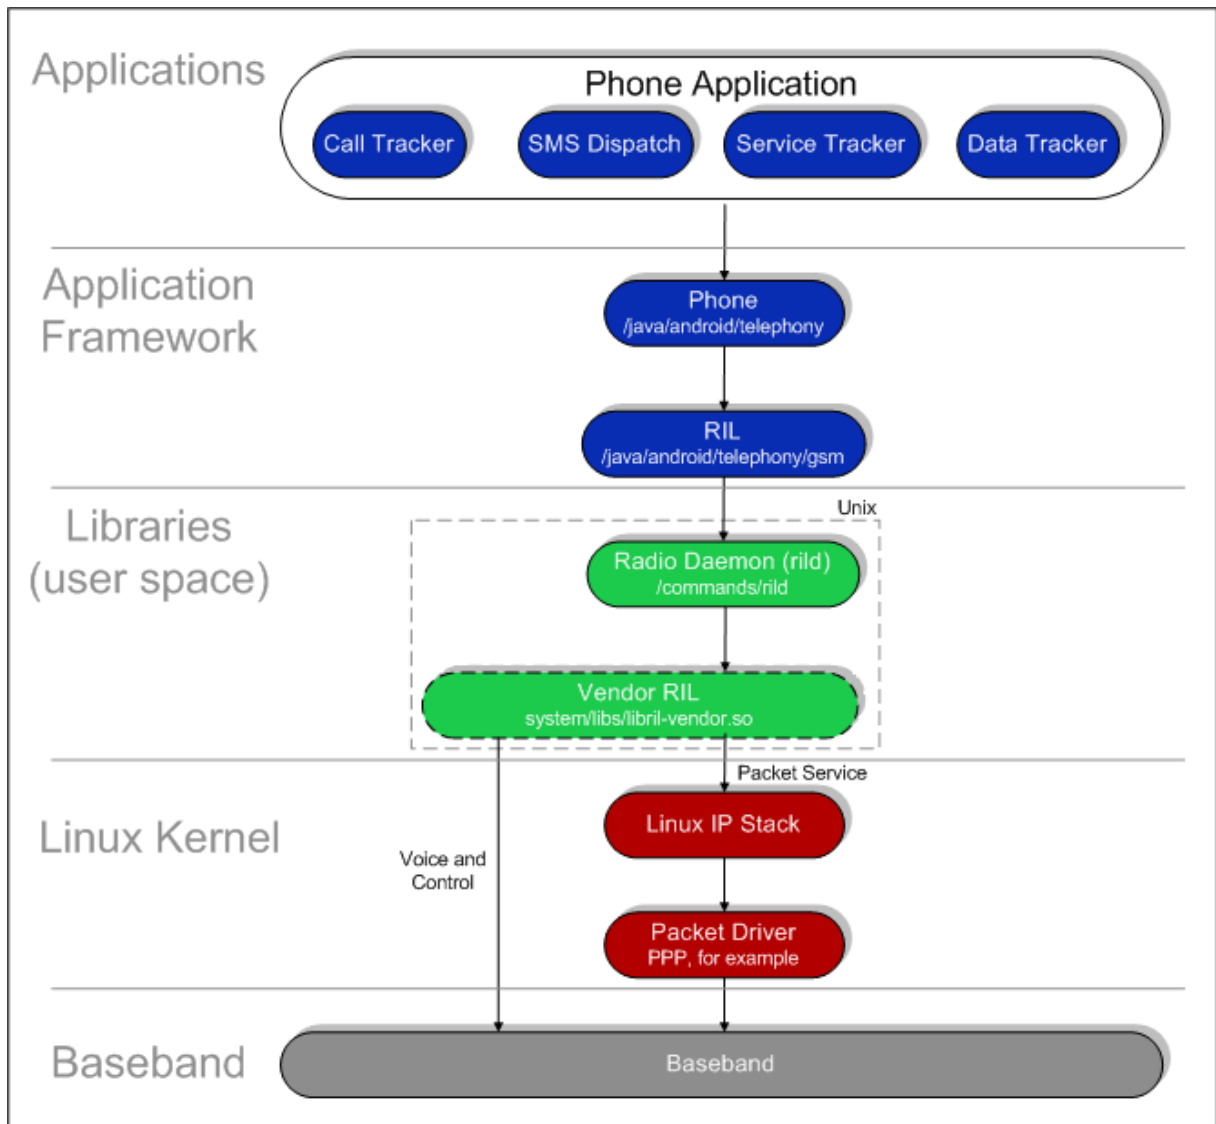 Applications
Phone Application
Call Tracker
SMS Dispatch
Service Tracker
Data Tracker
Application
Framework
Phone
/java/android/telephony
RIL
/java/android/telephony/gsm
Libraries
(user space)
Unix
Radio Daemon (rild)
/commands/rild
Vendor RIL
system/libs/libril-vendor.so
Packet Service
Linux Kernel
Linux IP Stack
Voice and
Control
Packet Driver
PPP, for example
Baseband
Baseband